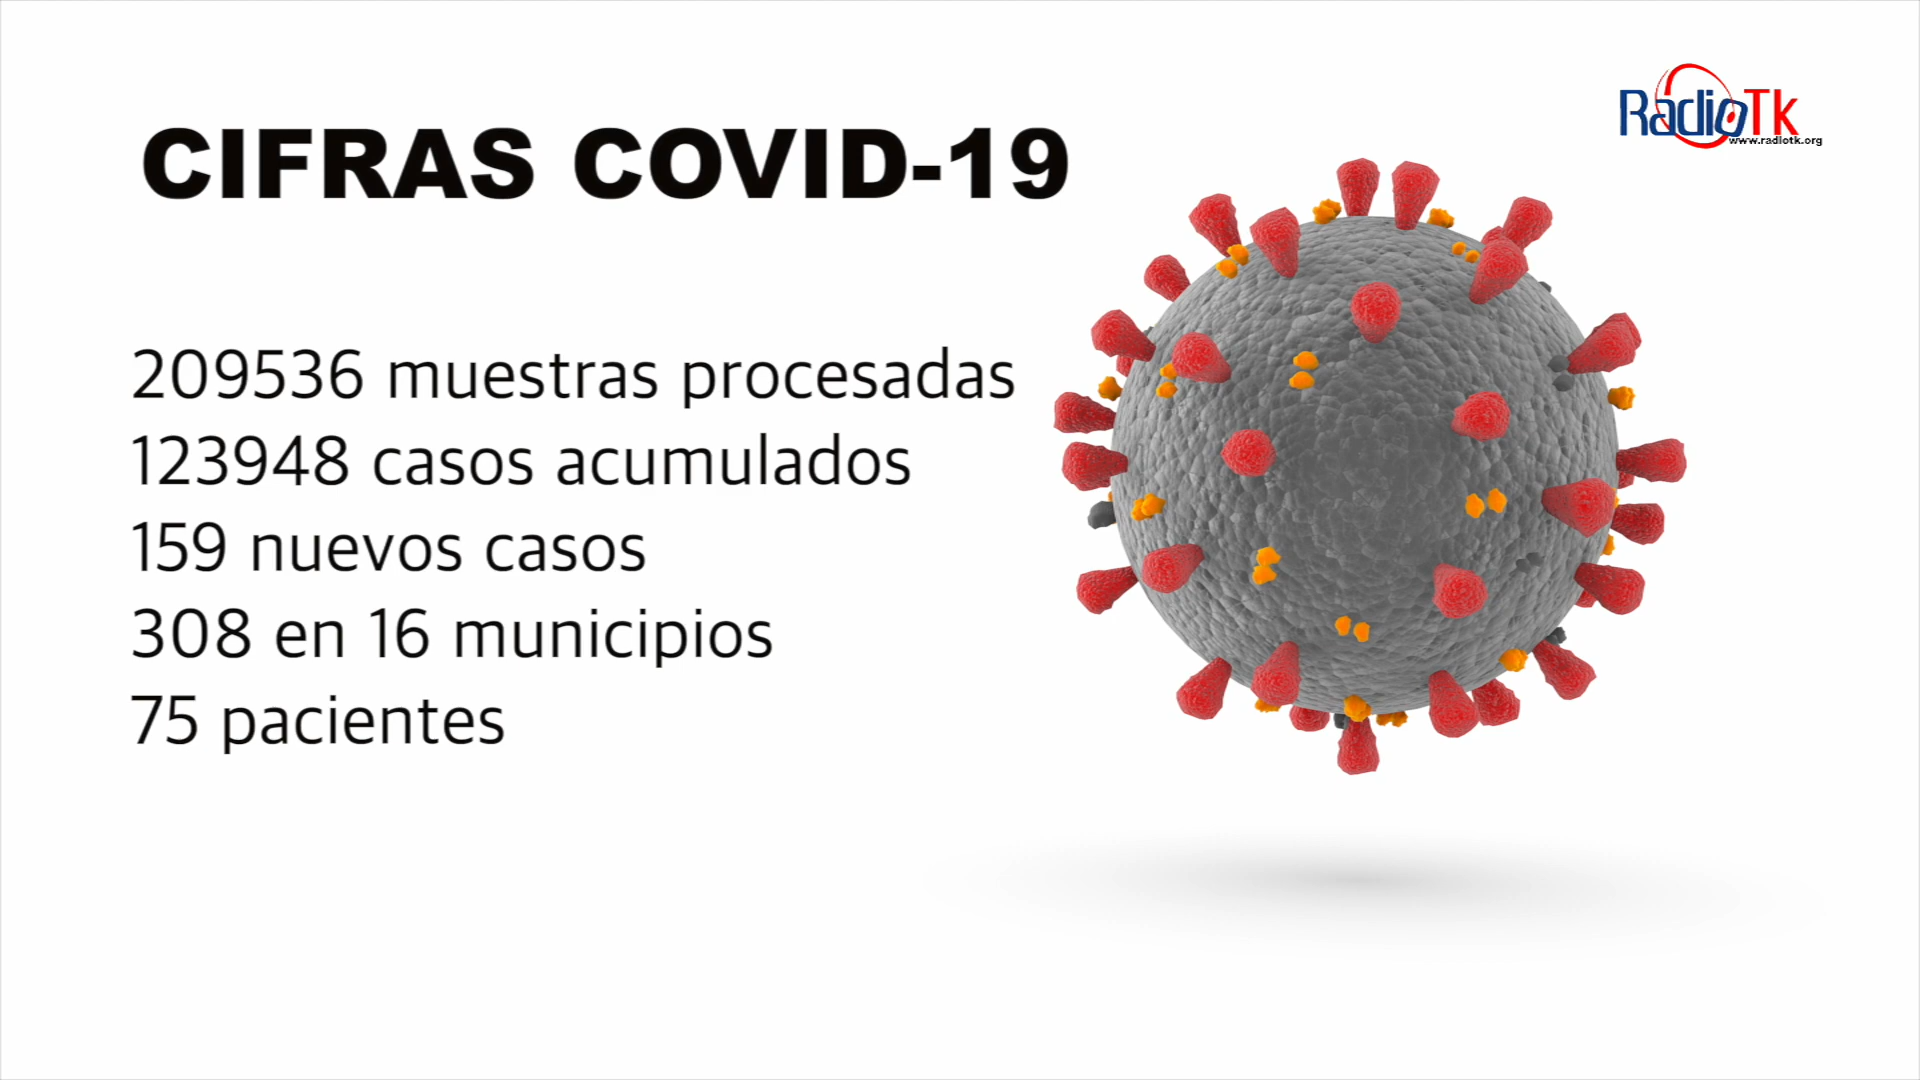 RadioTk
www.radiotk.org
CIFRAS COVID-19
209536 muestras procesadas
123948 casos acumulados
159 nuevos casos
308 en 16 municipios
75 pacientes